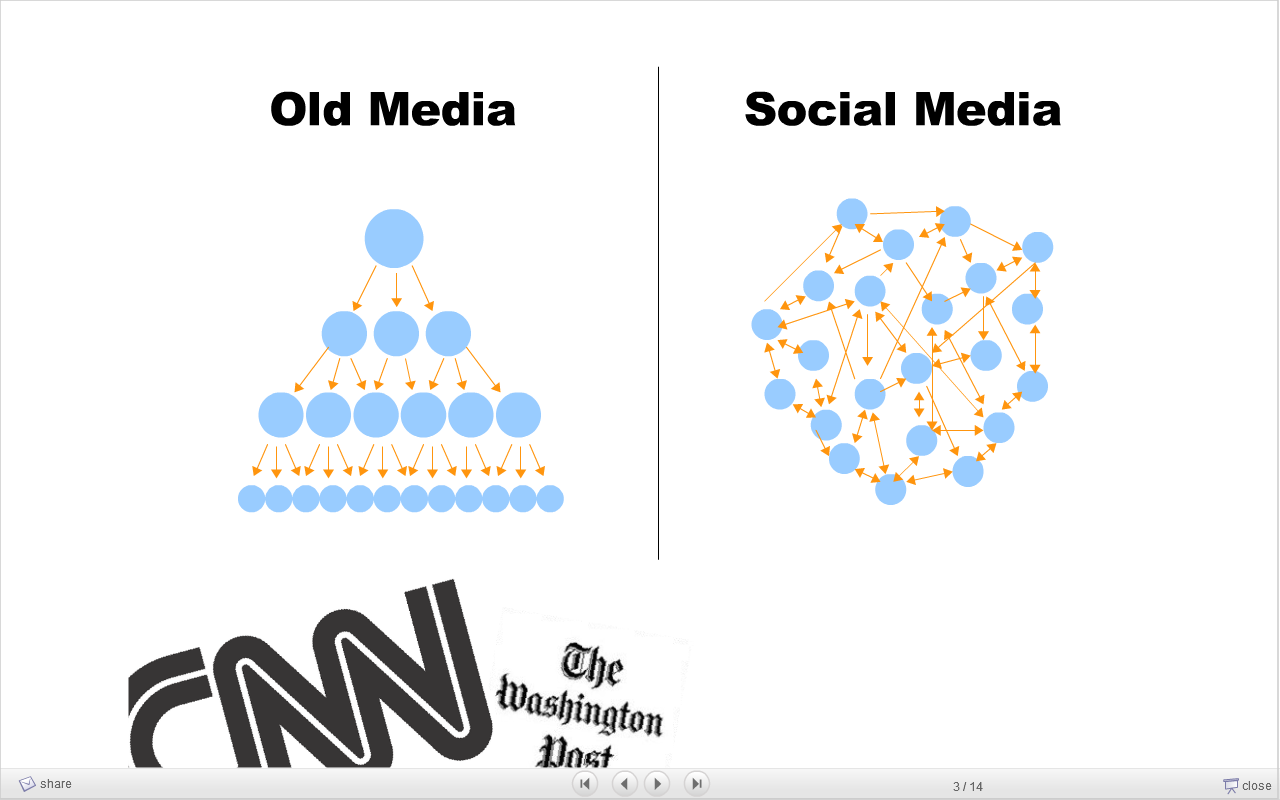 Old Media
Social Media
CNN
The
Washington
Post
share
3 / 14
close